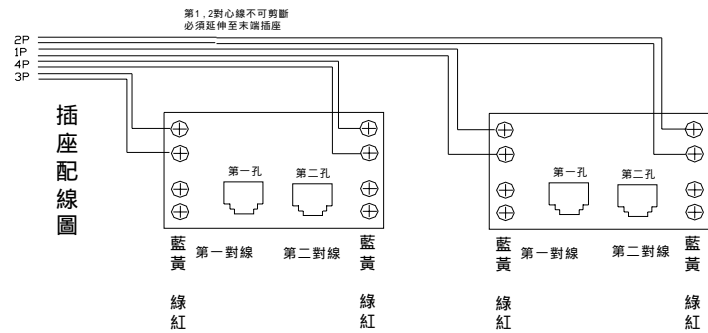 第1,2對心線不可剪斷
必須延伸至末端插座
2P
1P
4P
3P
插座配線圖
第一孔
第二孔
第一孔
第二孔
藍黃 綠紅
第一對線
第二對線
藍黃 綠紅
藍黃 綠紅
第一對線
第二對線
藍黃 綠紅